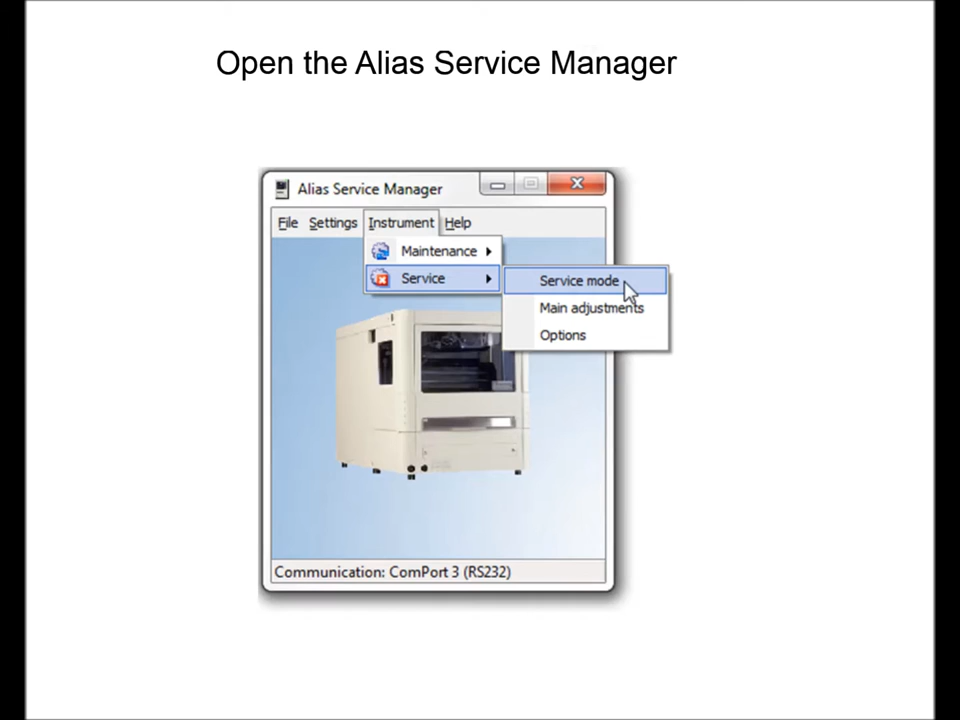 Open the Alias Service Manager
Alias Service Manager
File Settings Instrument Help
Maintenance
Service
Service mode
Main adjustments
Options
Communication: ComPort 3 (RS232)